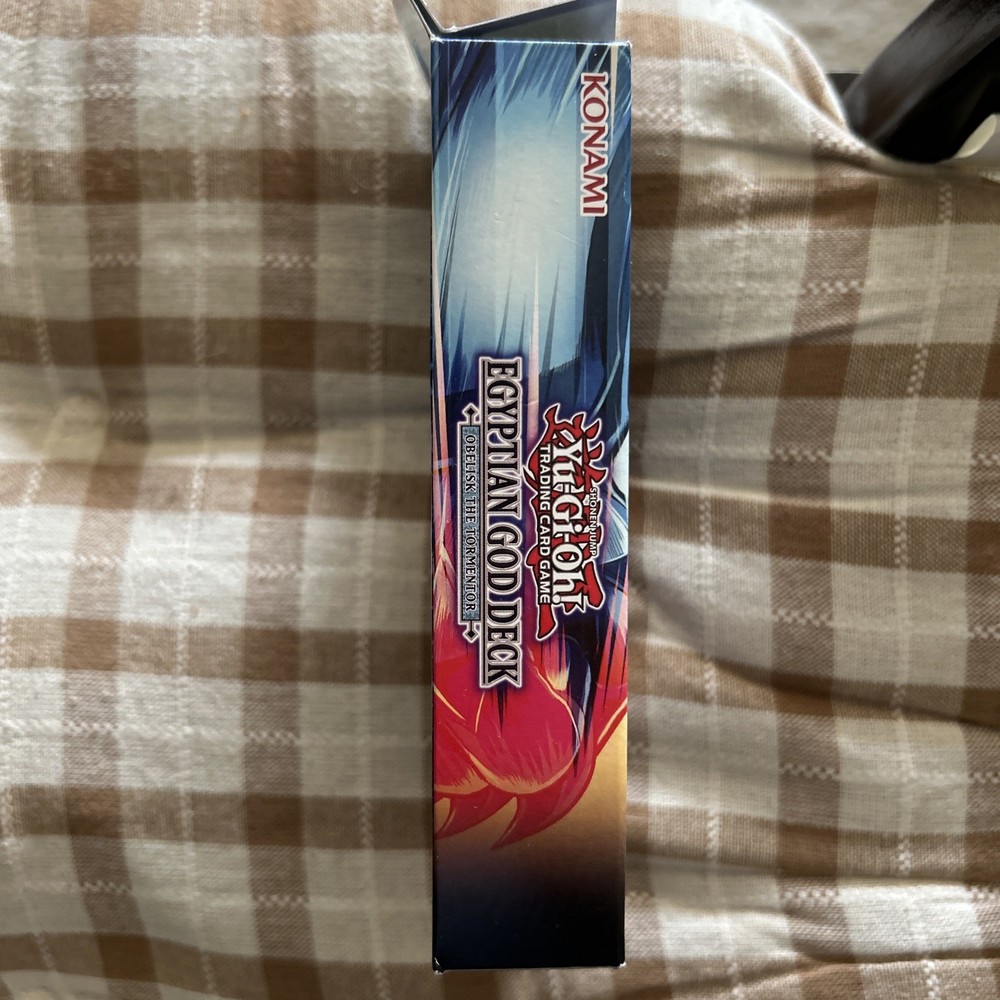 KONAMI
SHONEN JUMP
Yu-Gi-Oh!
TRADING CARD GAME
EGYPTIAN GOD DECK
OBELISK THE TORMENTOR